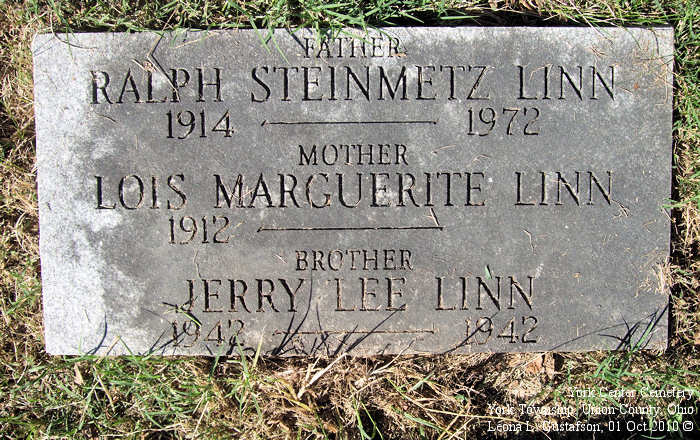 FATHER
RALPH STEINMETZ LINN
1914 ——— 1972
MOTHER
LOIS MARGUERITE LINN
1912 ———
BROTHER
JERRY LEE LINN
1942 ——— 1942
York Center Cemetery
York Township, Union County, Ohio
Leona L. Gustafson, 01 Oct 2010 ©